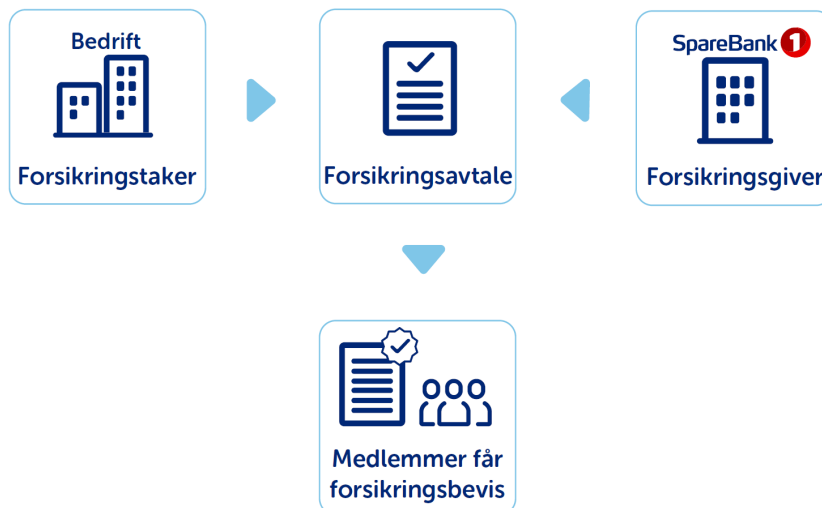 Bedrift
Forsikringstaker
Forsikringsavtale
SpareBank 1
Forsikringsgiver
Medlemmer får
forsikringsbevis